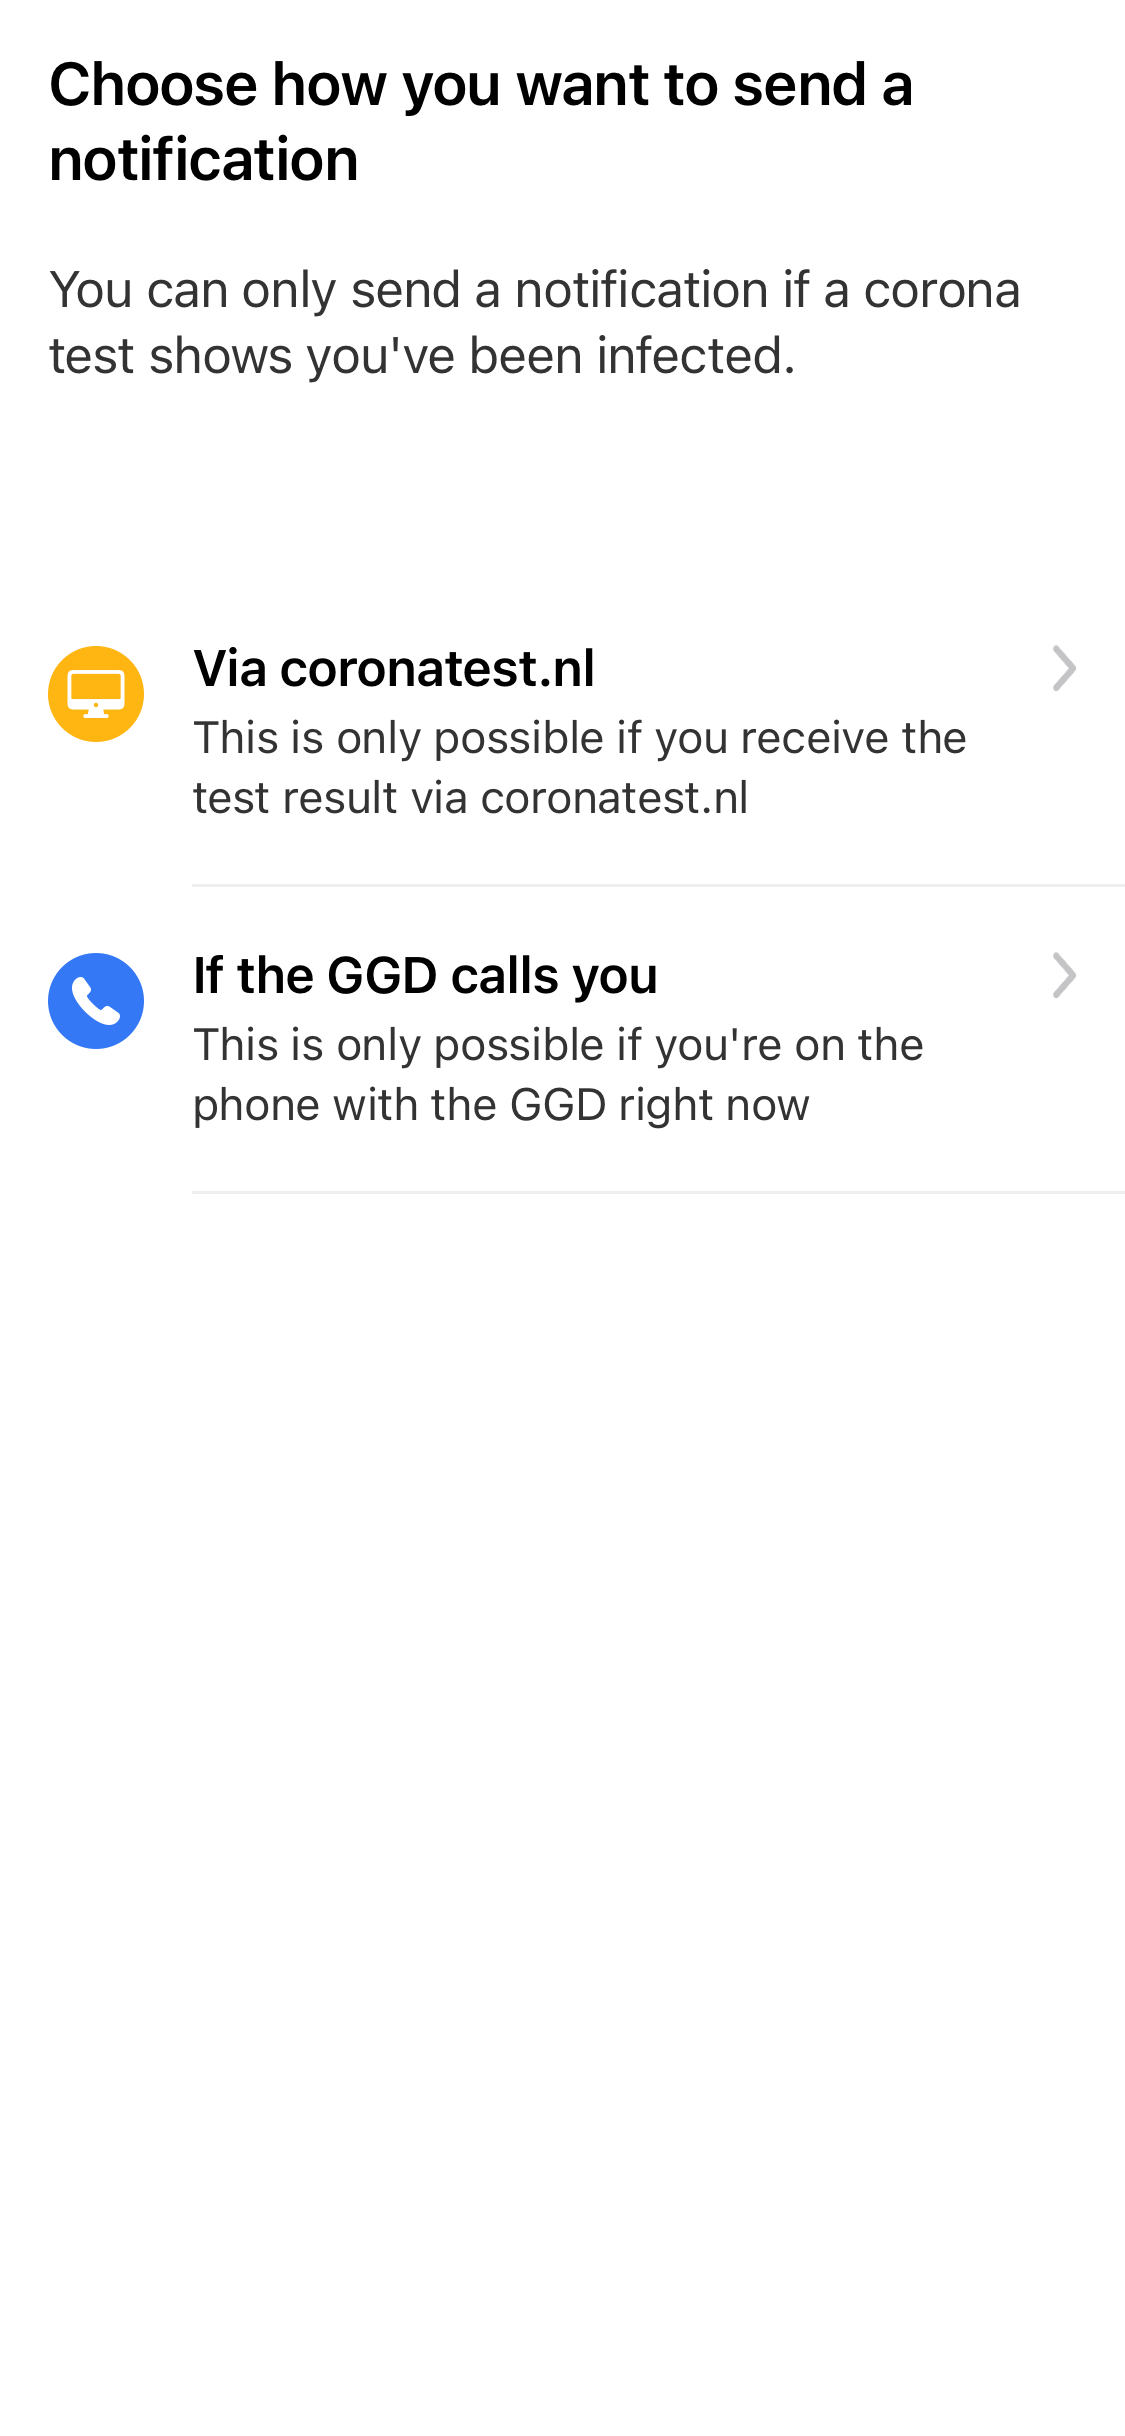 Choose how you want to send a
notification
You can only send a notification if a corona
test shows you've been infected.
Via coronatest.nl
This is only possible if you receive the
test result via coronatest.nl
If the GGD calls you
This is only possible if you're on the
phone with the GGD right now